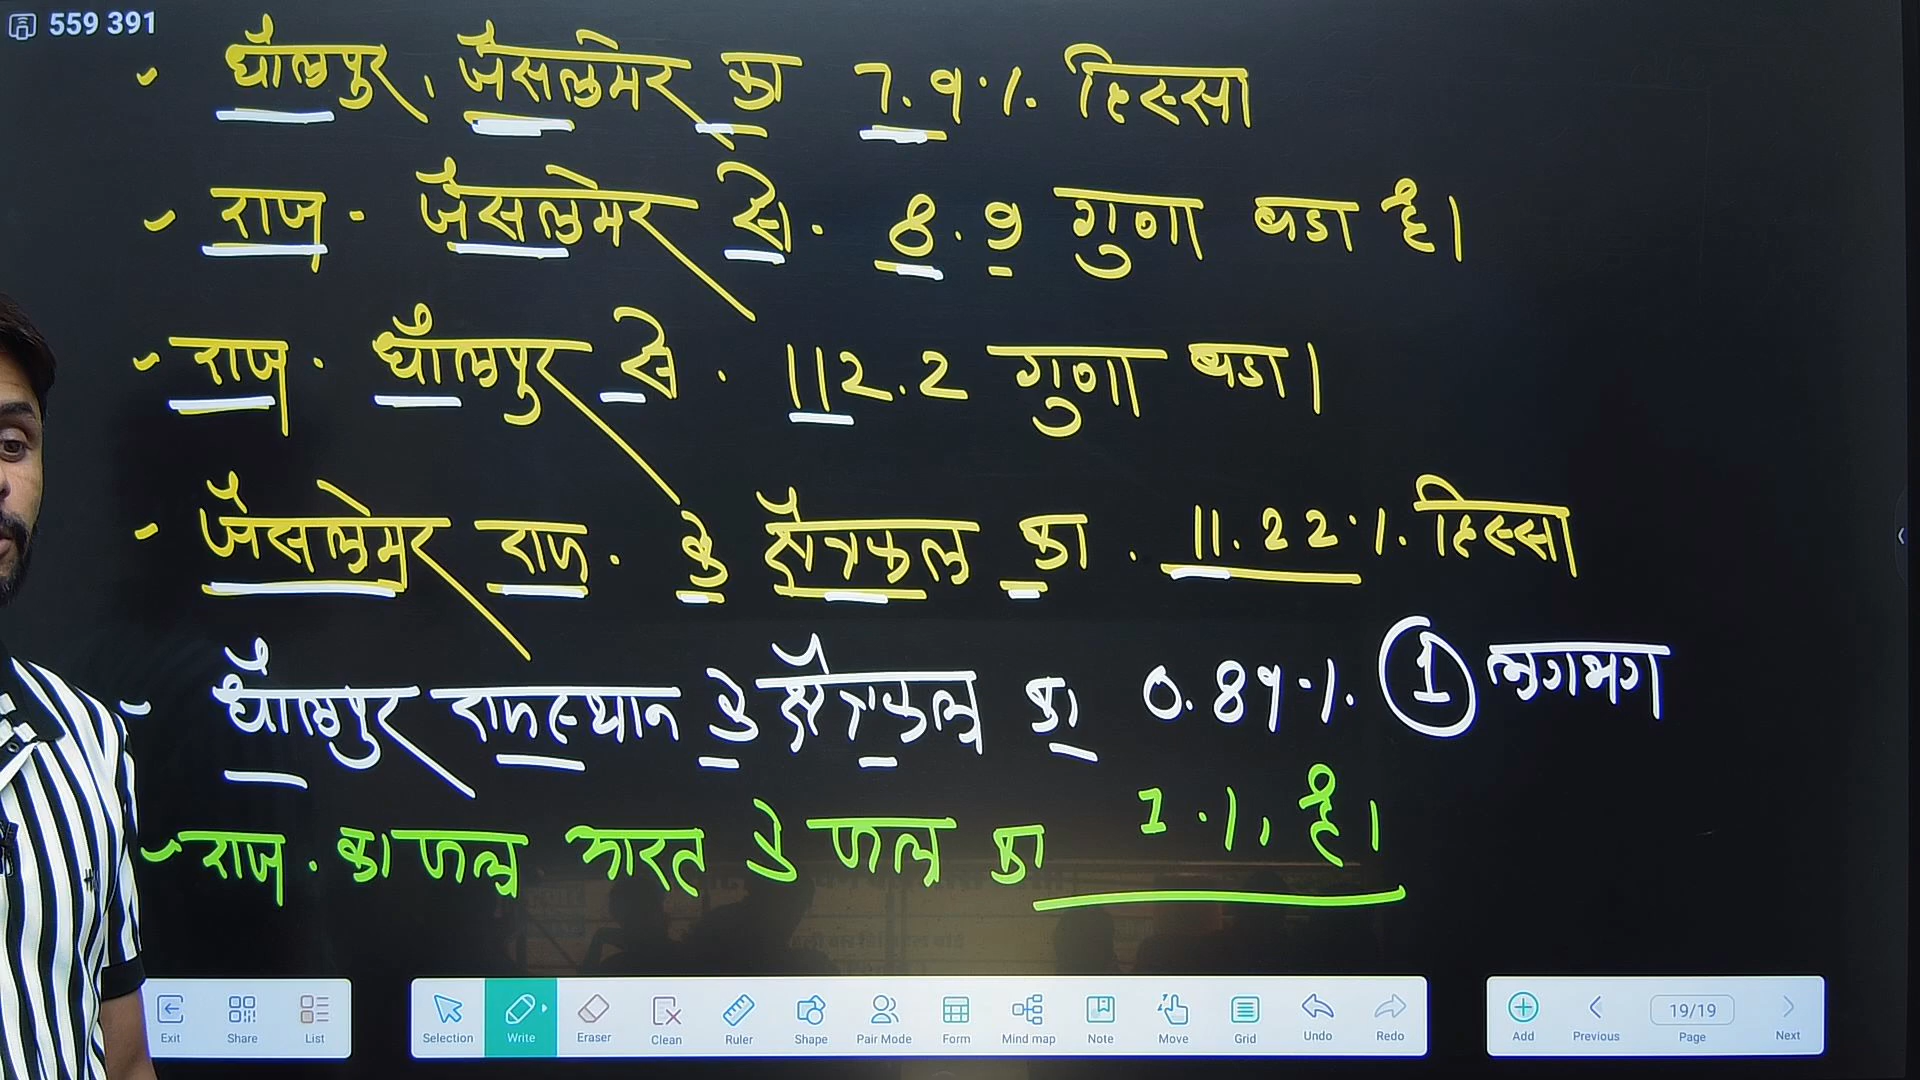 559 391
धौलपुर, जैसलमेर का 7.9% हिस्सा
राज. जैसलमेर से 8.9 गुणा बडा है।
राज. धौलपुर से 112.2 गुणा बडा।
जैसलमेर राज. के क्षेत्रफल का 11.22% हिस्सा
धौलपुर राजस्थान के क्षेत्रफल का 0.89% 1 लगभग
राज. का जल भारत के जल का 1%, है।
Exit Share List Selection Write Eraser Clean Ruler Shape Pair Mode Form Mind map Note Move Grid Undo Redo Add Previous 19/19 Page Next